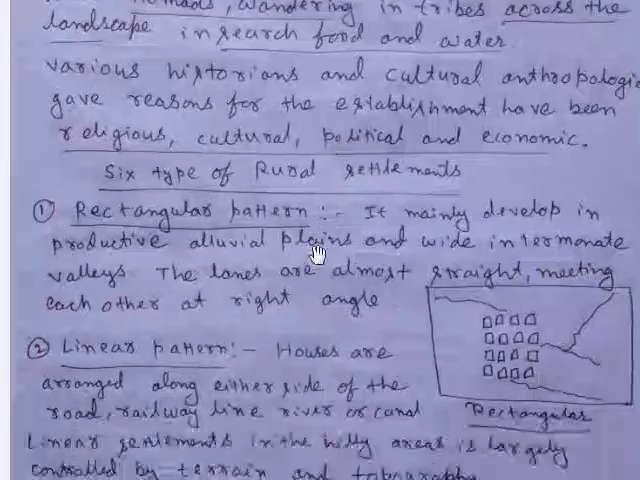 nomads, wandering in tribes across the
landscape in search food and water
various historians and cultural anthropologi
gave reasons for the establishment have been
religious, cultural, political and economic.
Six type of Rural settlements
① Rectangular pattern :- It mainly develop in
productive alluvial plains and wide intermonate
valleys The lanes are almost straight, meeting
each other at right angle
② Linear pattern :- Houses are
arranged along either side of the
road, railway line river or canal
Rectangular
Linear settlements in the hilly areas is largely
controlled by terrain and topography